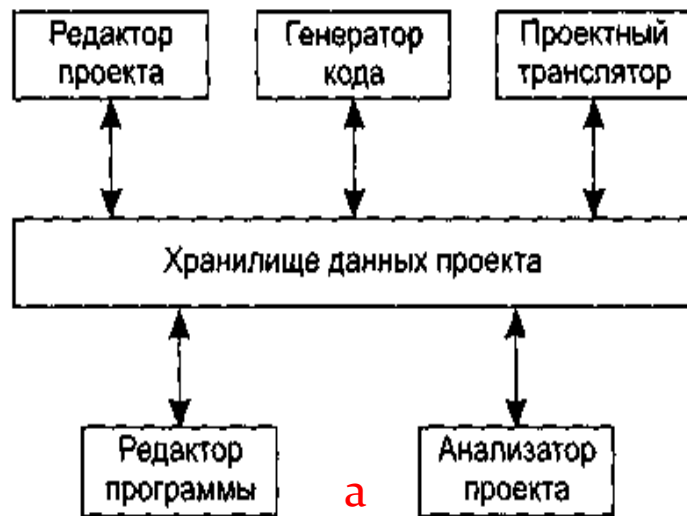 Редактор
проекта
Генератор
кода
Проектный
транслятор
Хранилище данных проекта
Редактор
программы
Анализатор
проекта
а